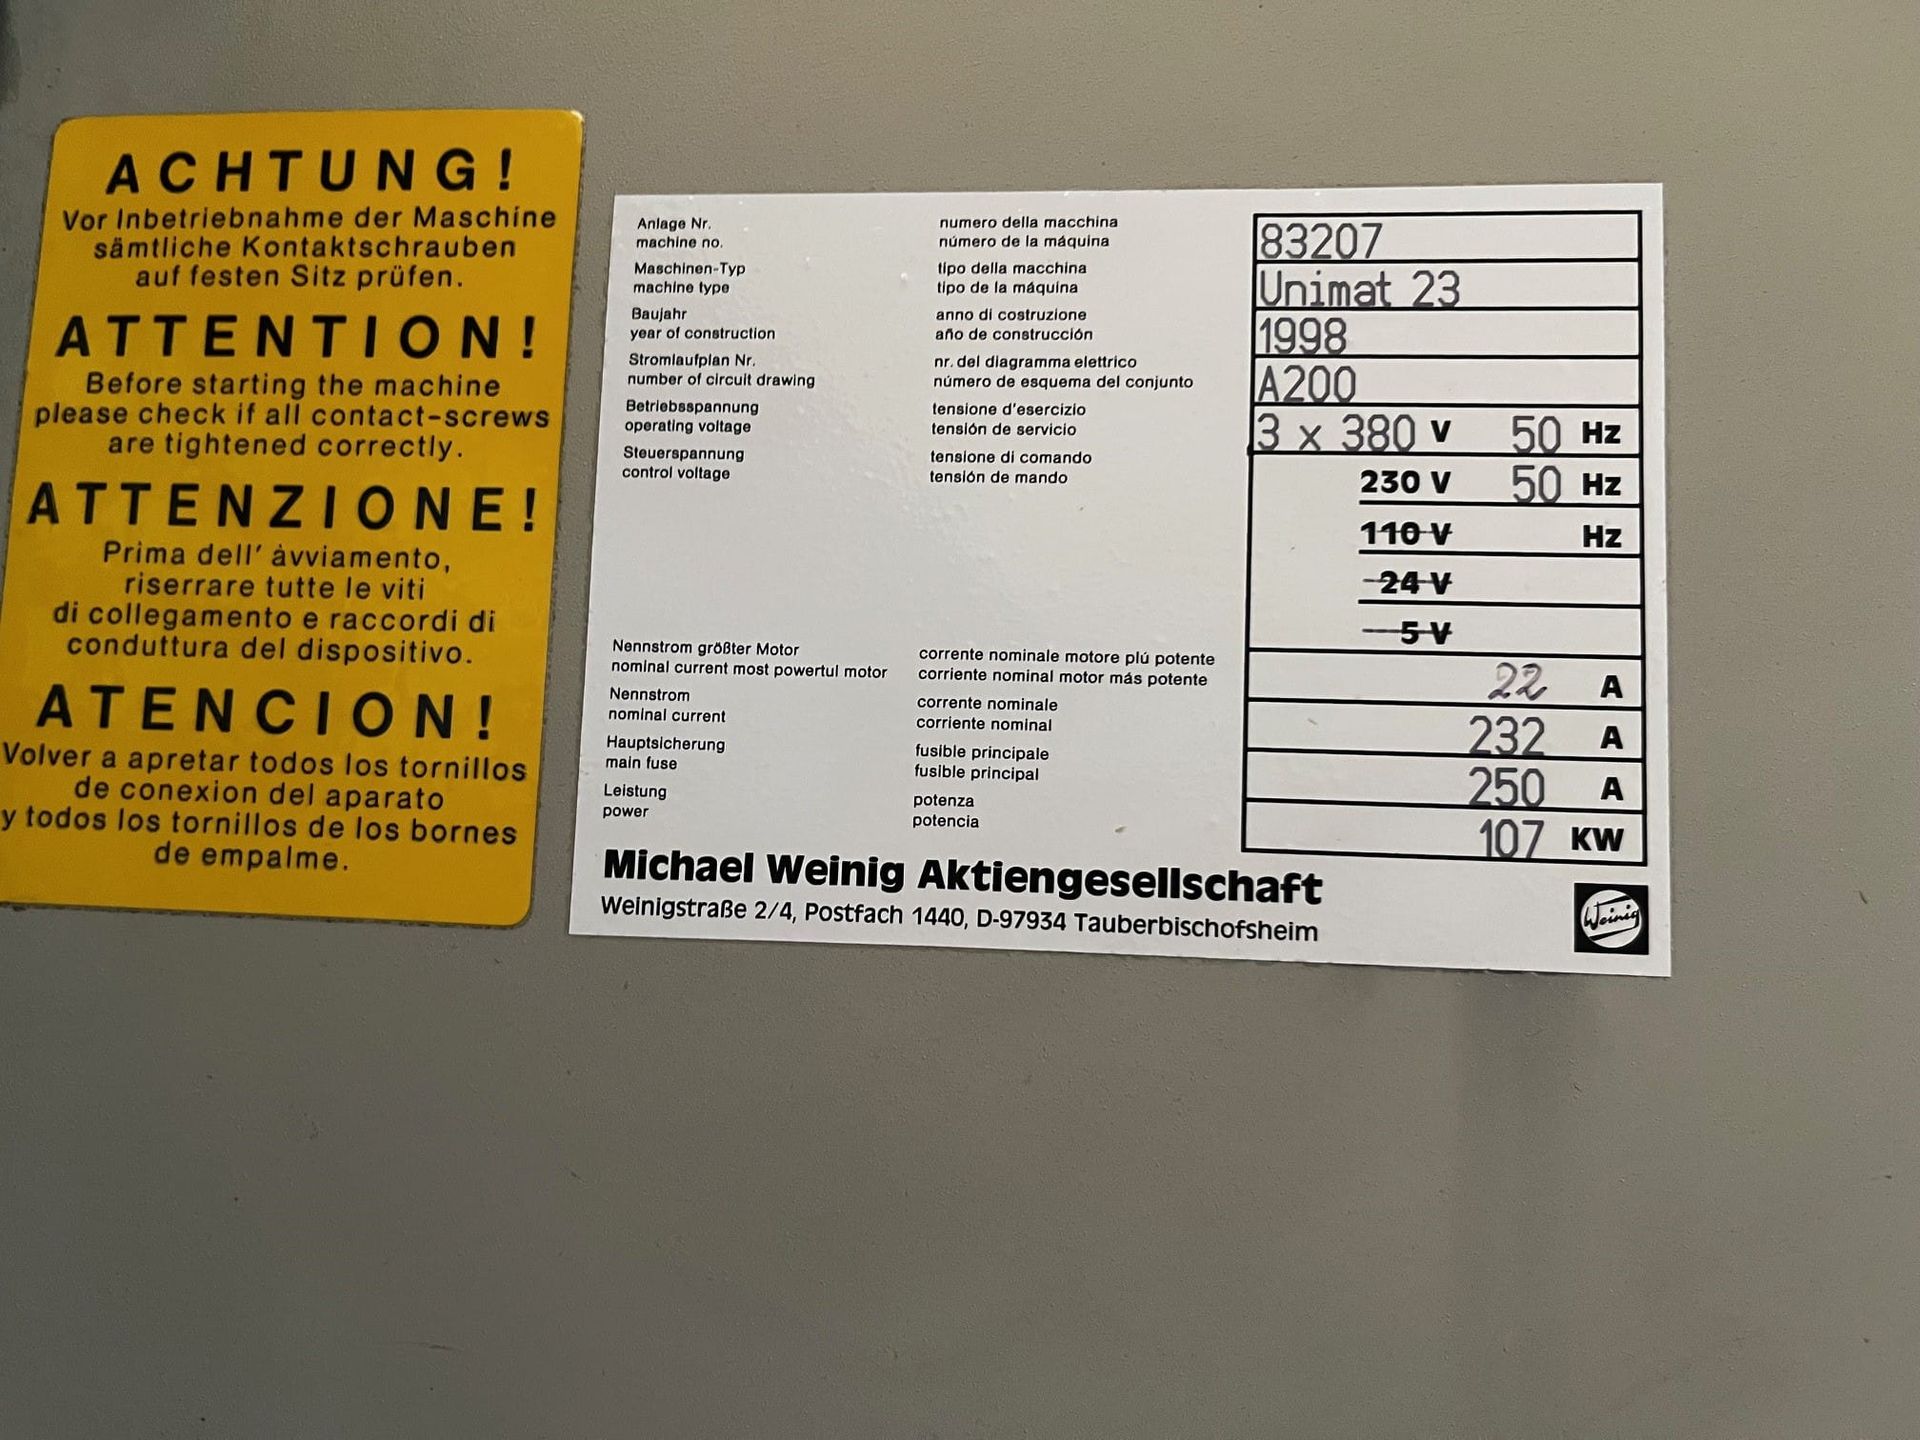 ACHTUNG!
Vor Inbetriebnahme der Maschine
sämtliche Kontaktschrauben
auf festen Sitz prüfen.
ATTENTION!
Before starting the machine
please check if all contact-screws
are tightened correctly.
ATTENZIONE!
Prima dell' àvviamento,
riserrare tutte le viti
di collegamento e raccordi di
conduttura del dispositivo.
ATENCION!
Volver a apretar todos los tornillos
de conexion del aparato
y todos los tornillos de los bornes
de empalme.
Anlage Nr. numero della macchina
machine no. número de la máquina
83207
Maschinen-Typ tipo della macchina
machine type tipo de la máquina
Unimat 23
Baujahr anno di costruzione
year of construction año de construcción
1998
Stromlaufplan Nr. nr. del diagramma elettrico
number of circuit drawing número de esquema del conjunto
A200
Betriebsspannung tensione d'esercizio
operating voltage tensión de servicio
3 x 380 V 50 Hz
Steuerspannung tensione di comando
control voltage tensión de mando
230 V 50 Hz
110 V Hz
24 V
5 V
Nennstrom größter Motor corrente nominale motore plú potente
nominal current most powertul motor corriente nominal motor más potente
22 A
Nennstrom corrente nominale
nominal current corriente nominal
232 A
Hauptsicherung fusible principale
main fuse fusible principal
250 A
Leistung potenza
power potencia
107 KW
Michael Weinig Aktiengesellschaft
Weinigstraße 2/4, Postfach 1440, D-97934 Tauberbischofsheim
Weinig